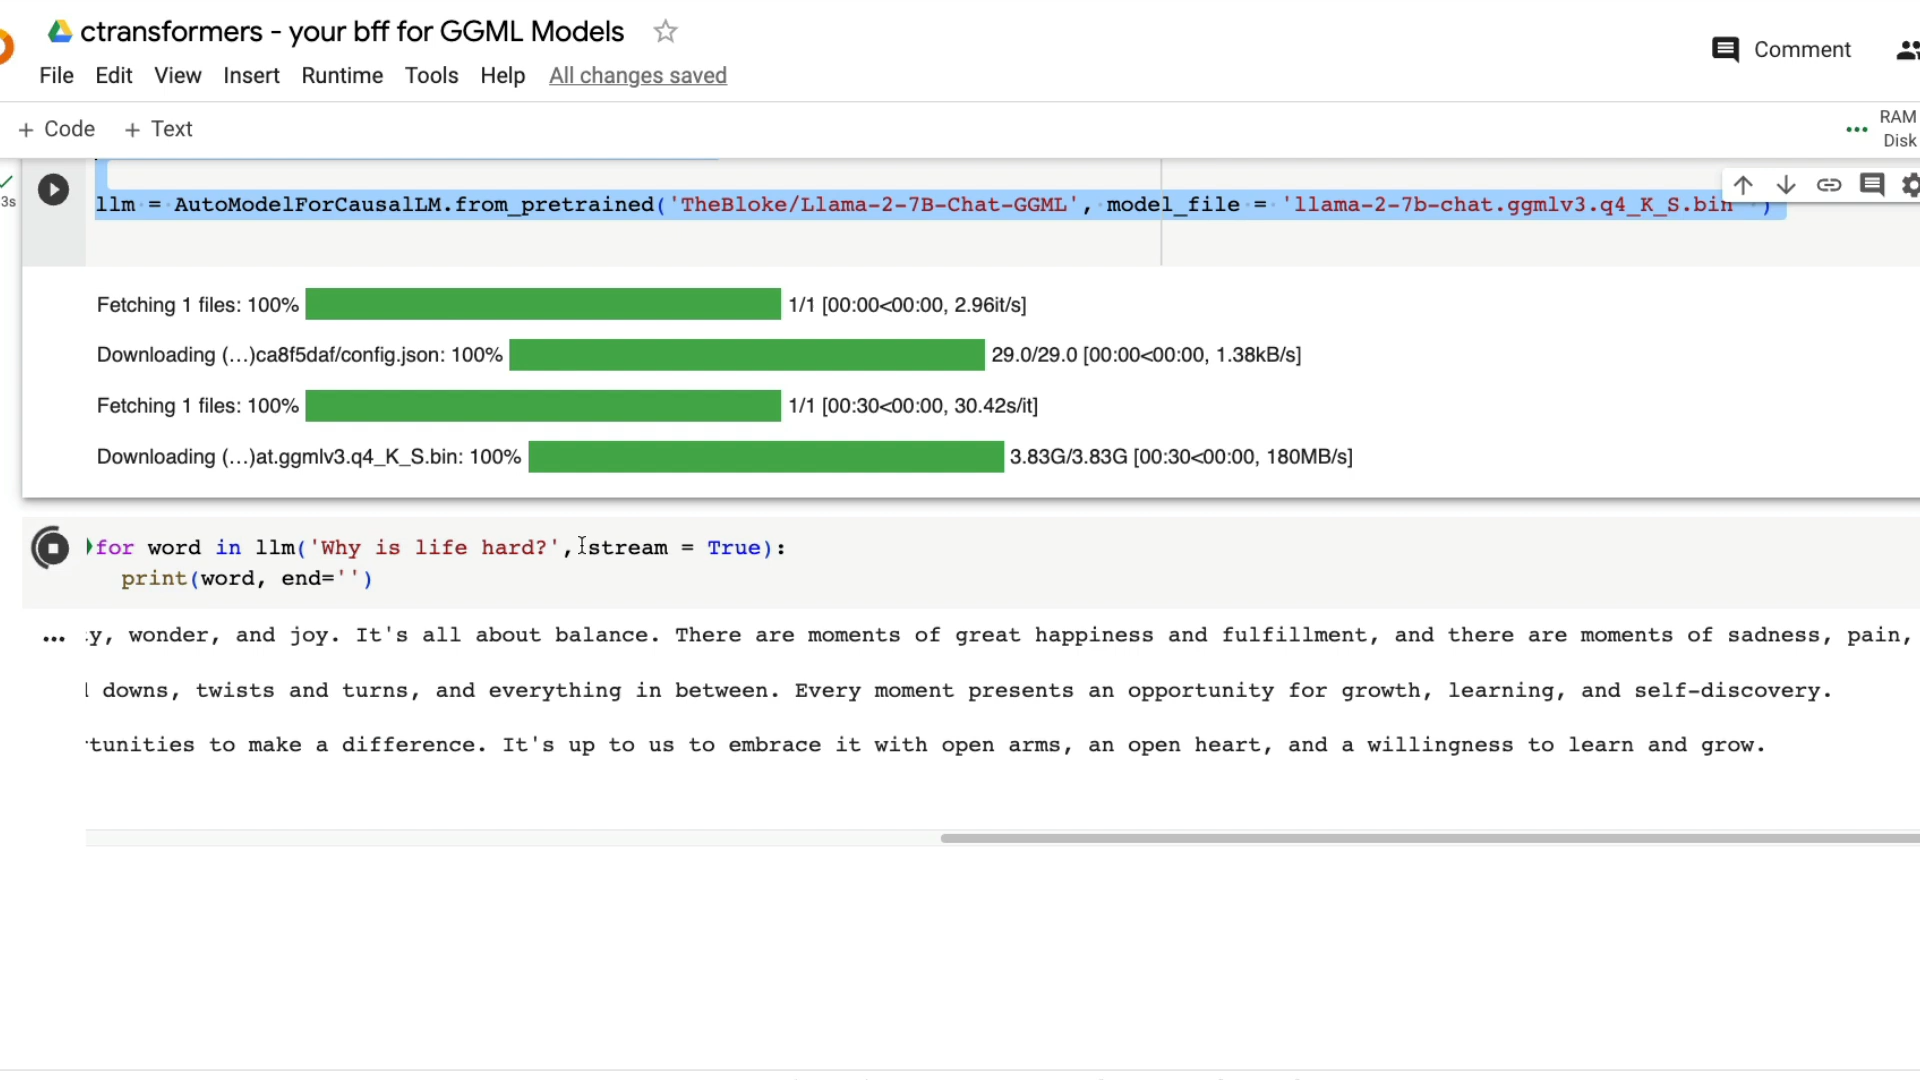 ctransformers - your bff for GGML Models
Comment
File Edit View Insert Runtime Tools Help All changes saved
+ Code + Text
RAM
Disk
3s
llm = AutoModelForCausalLM.from_pretrained('TheBloke/Llama-2-7B-Chat-GGML', model_file = 'llama-2-7b-chat.ggmlv3.q4_K_S.bin' )
Fetching 1 files: 100% 1/1 [00:00<00:00, 2.96it/s]
Downloading (…)ca8f5daf/config.json: 100% 29.0/29.0 [00:00<00:00, 1.38kB/s]
Fetching 1 files: 100% 1/1 [00:30<00:00, 30.42s/it]
Downloading (…)at.ggmlv3.q4_K_S.bin: 100% 3.83G/3.83G [00:30<00:00, 180MB/s]
for word in llm('Why is life hard?', stream = True):
print(word, end='')
y, wonder, and joy. It's all about balance. There are moments of great happiness and fulfillment, and there are moments of sadness, pain,
downs, twists and turns, and everything in between. Every moment presents an opportunity for growth, learning, and self-discovery.
tunities to make a difference. It's up to us to embrace it with open arms, an open heart, and a willingness to learn and grow.